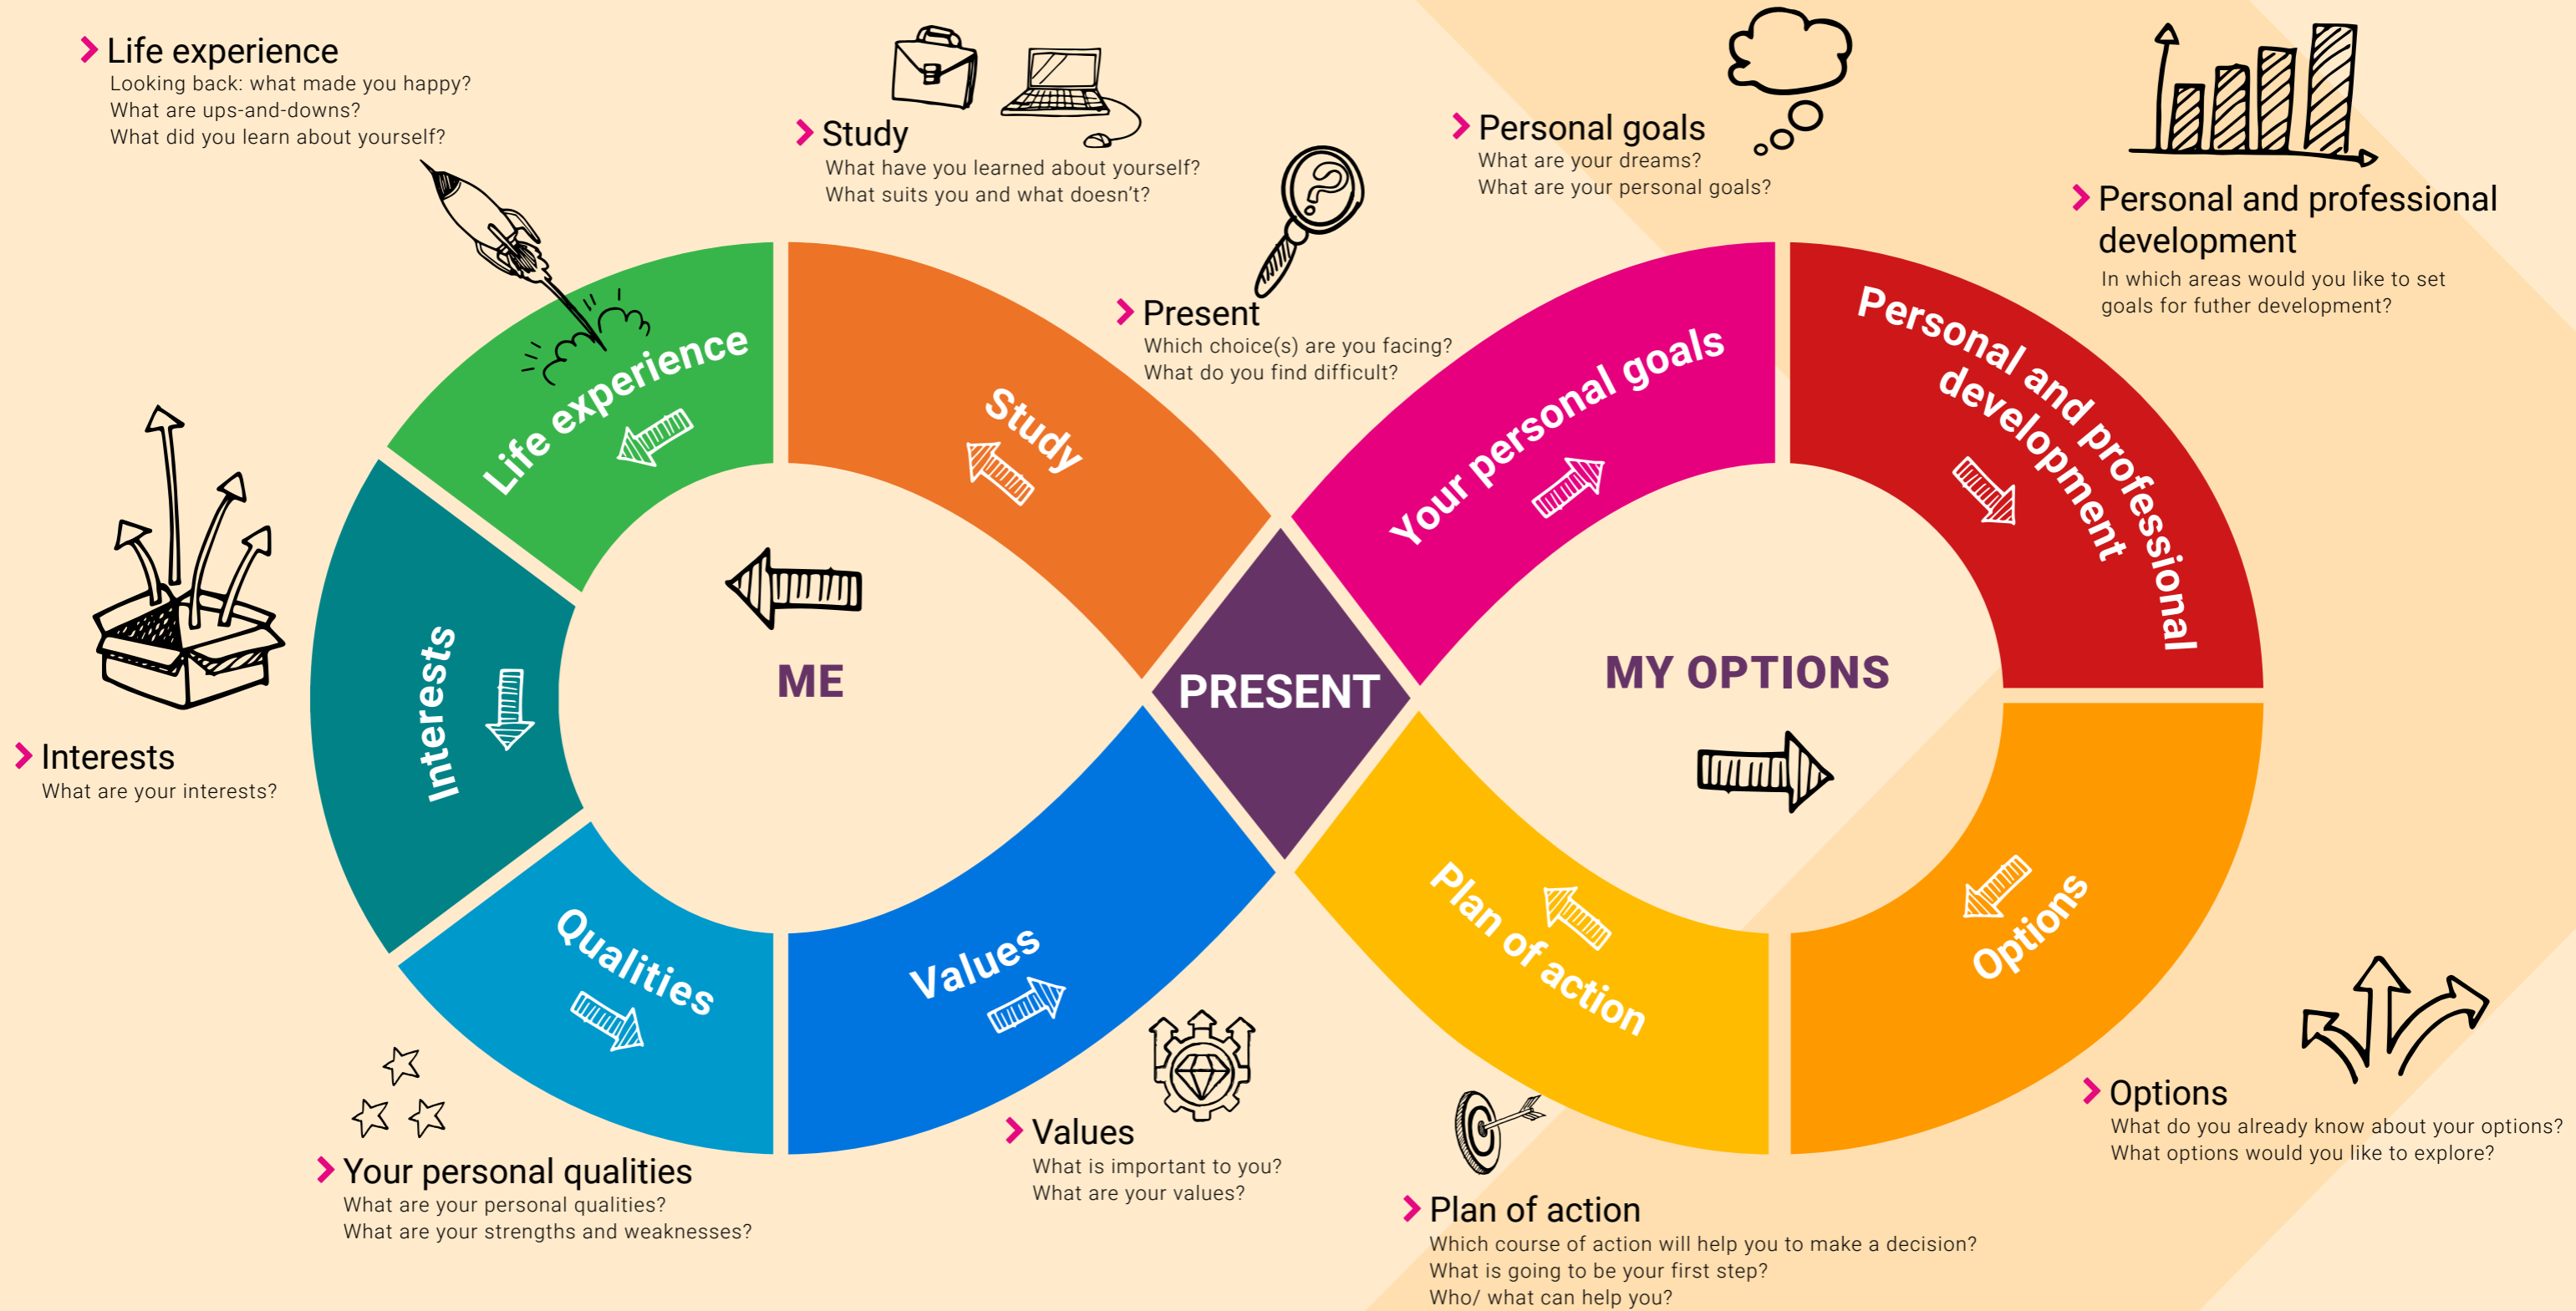 Life experience
Looking back: what made you happy?
What are ups-and-downs?
What did you learn about yourself?
Study
What have you learned about yourself?
What suits you and what doesn't?
Present
Which choice(s) are you facing?
What do you find difficult?
Personal goals
What are your dreams?
What are your personal goals?
Personal and professional
development
In which areas would you like to set
goals for futher development?
Life experience
Study
Your personal goals
Personal and professional
development
Interests
ME
PRESENT
MY OPTIONS
Qualities
Values
Plan of action
Options
Interests
What are your interests?
Your personal qualities
What are your personal qualities?
What are your strengths and weaknesses?
Values
What is important to you?
What are your values?
Plan of action
Which course of action will help you to make a decision?
What is going to be your first step?
Who/ what can help you?
Options
What do you already know about your options?
What options would you like to explore?